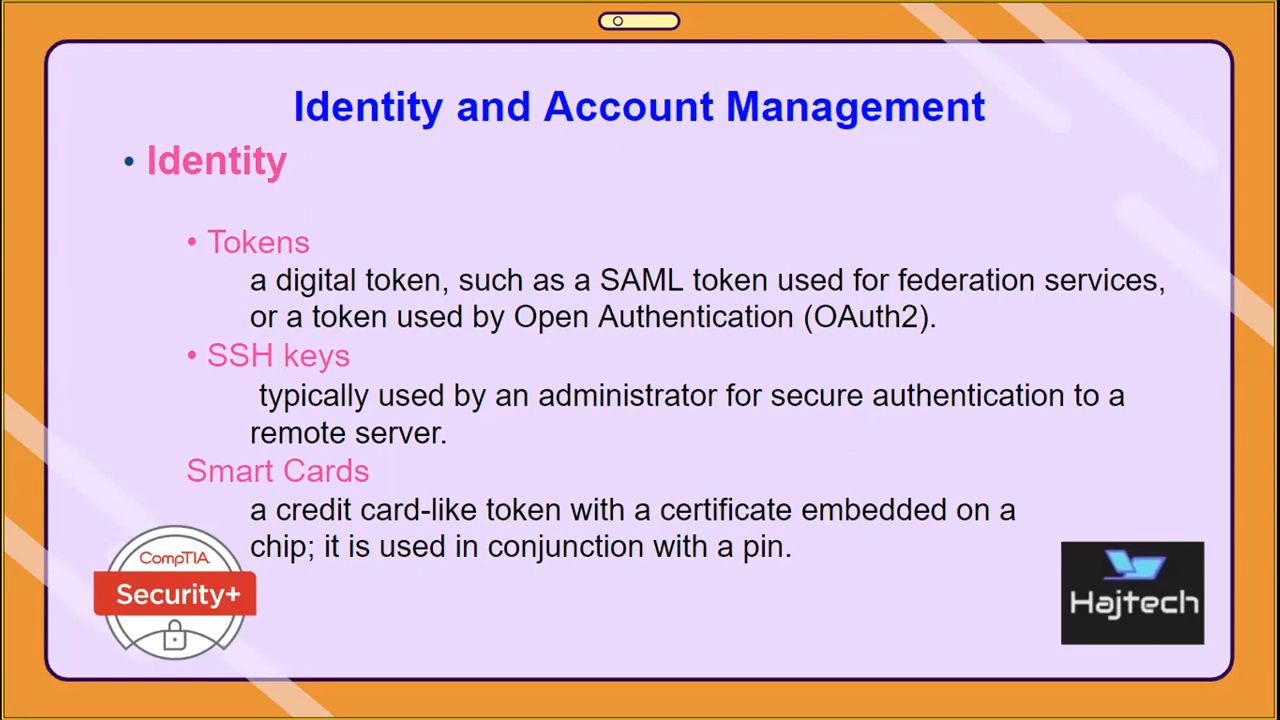 Identity and Account Management
• Identity
• Tokens
a digital token, such as a SAML token used for federation services,
or a token used by Open Authentication (OAuth2).
• SSH keys
typically used by an administrator for secure authentication to a
remote server.
Smart Cards
a credit card-like token with a certificate embedded on a
chip; it is used in conjunction with a pin.
CompTIA
Security+
Hajtech